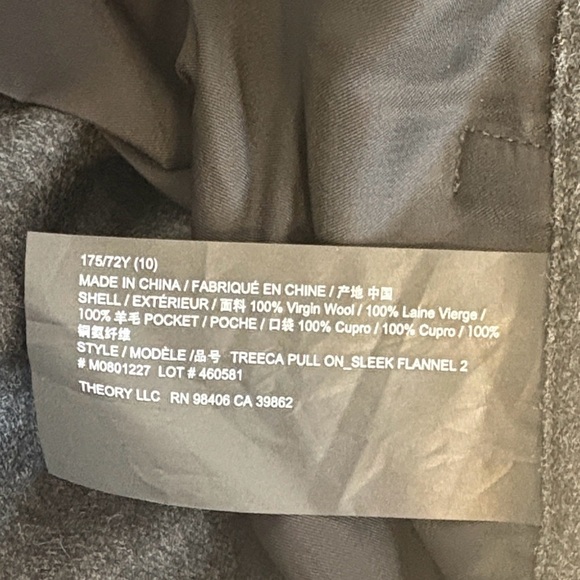 175/72Y (10)
MADE IN CHINA / FABRIQUÉ EN CHINE / 产地 中国
SHELL / EXTÉRIEUR / 面料 100% Virgin Wool / 100% Laine Vierge /
100% 羊毛 POCKET / POCHE / 口袋 100% Cupro / 100% Cupro / 100%
铜氨纤维
STYLE / MODÈLE /品号 TREECA PULL ON_SLEEK FLANNEL 2
# M0801227 LOT # 460581
THEORY LLC RN 98406 CA 39862